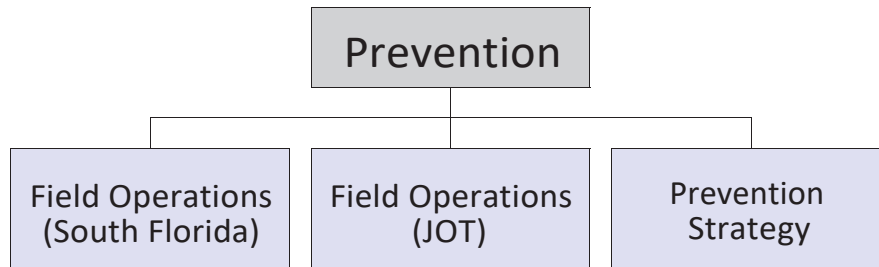 Prevention
Field Operations
(South Florida)
Field Operations
(JOT)
Prevention
Strategy